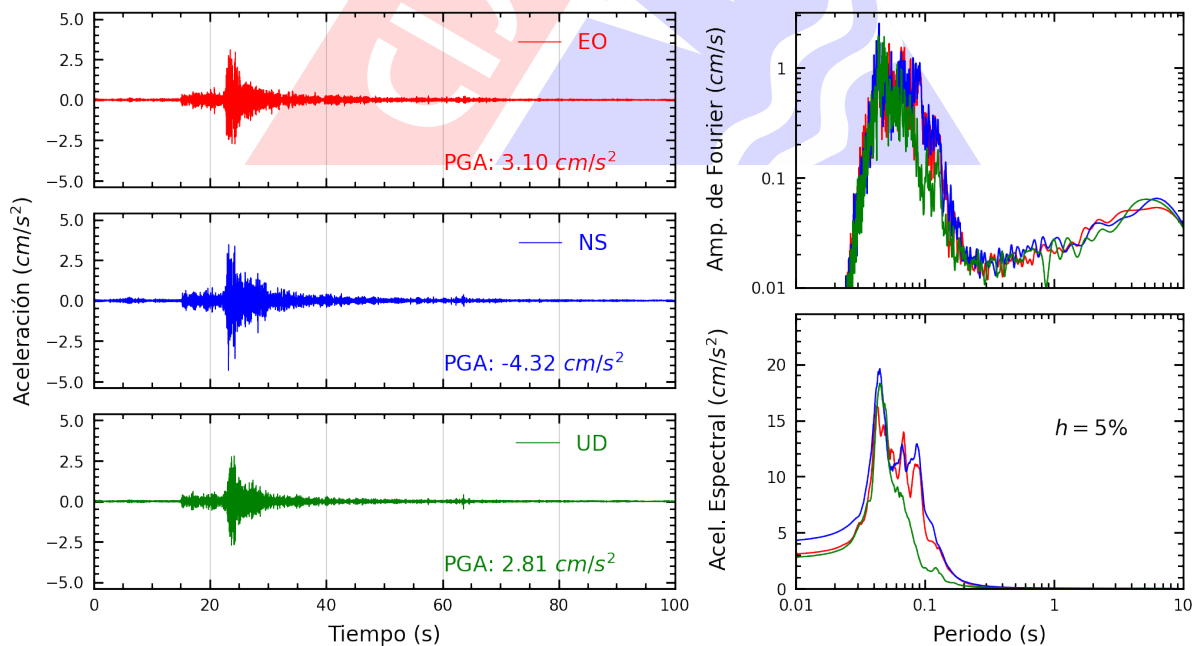 Aceleración (cm/s²)
5.0
2.5
0.0
−2.5
−5.0
EO
PGA: 3.10 cm/s²
5.0
2.5
0.0
−2.5
−5.0
NS
PGA: -4.32 cm/s²
5.0
2.5
0.0
−2.5
−5.0
UD
PGA: 2.81 cm/s²
0 20 40 60 80 100
Tiempo (s)
Amp. de Fourier (cm/s)
1
0.1
0.01
Acel. Espectral (cm/s²)
20
15
10
5
0
h = 5%
0.01 0.1 1 10
Periodo (s)